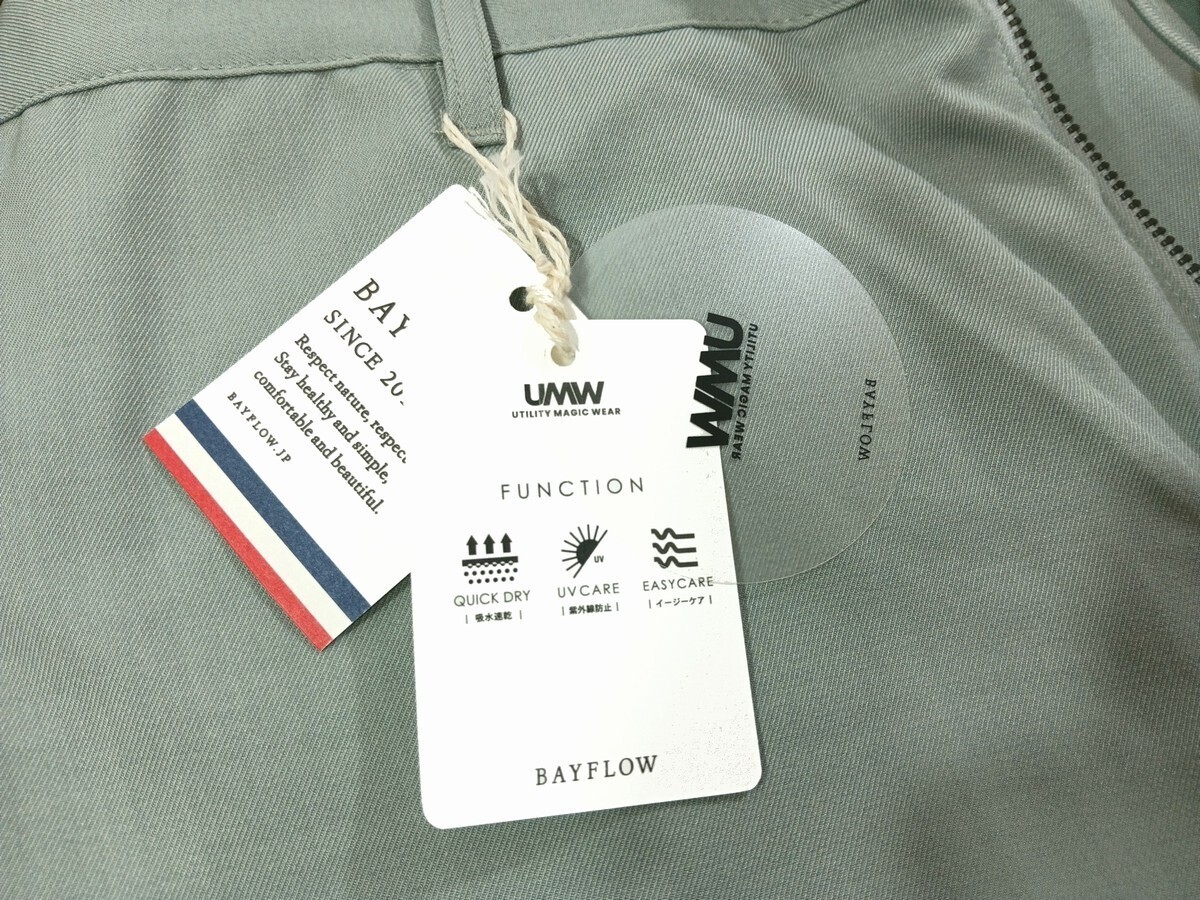 BAY
SINCE 20
Respect nature, respect
Stay healthy and simple,
comfortable and beautiful.
BAYFLOW.JP
UMW
UTILITY MAGIC WEAR
FUNCTION
UV
QUICK DRY
| 吸水速乾 |
UV CARE
| 紫外線防止 |
EASYCARE
| イージーケア |
BAYFLOW
UMW
UTILITY MAGIC WEAR
BAYFLOW